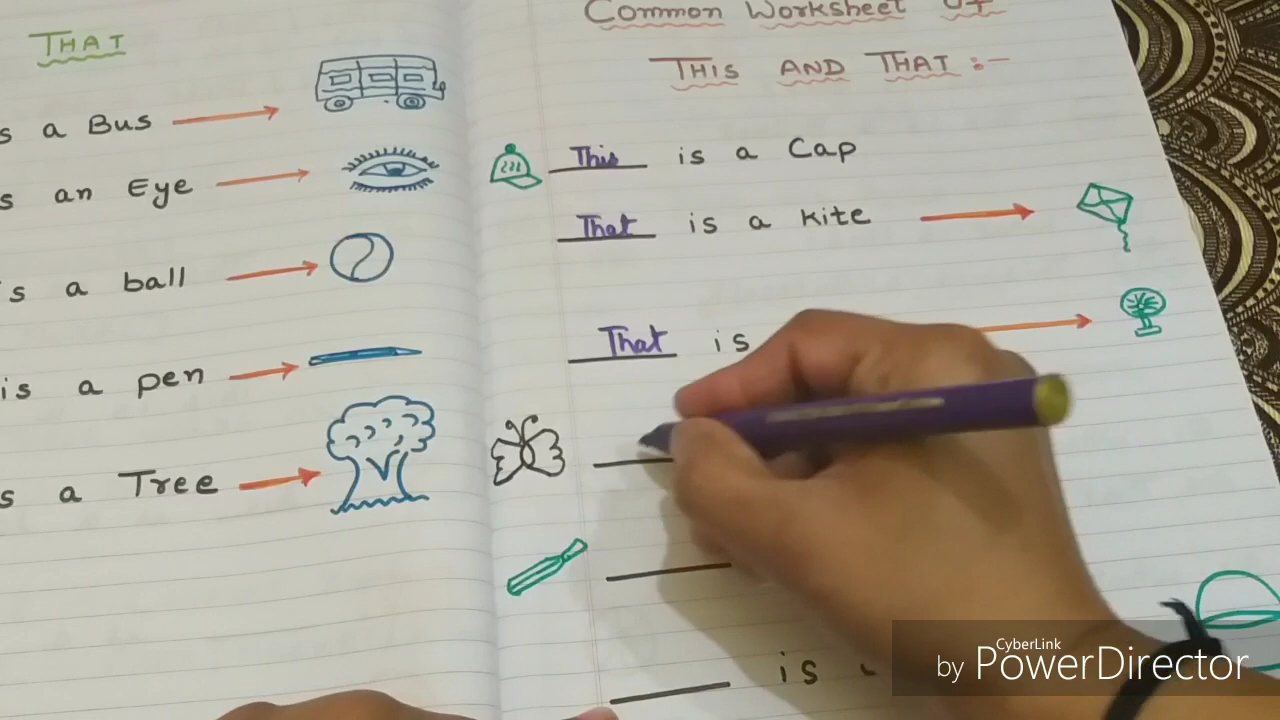 THAT
s a Bus
s an Eye
s a ball
is a pen
s a Tree
Common Worksheet Of
THIS AND THAT :-
This is a Cap
That is a kite
That is
is
CyberLink
by PowerDirector